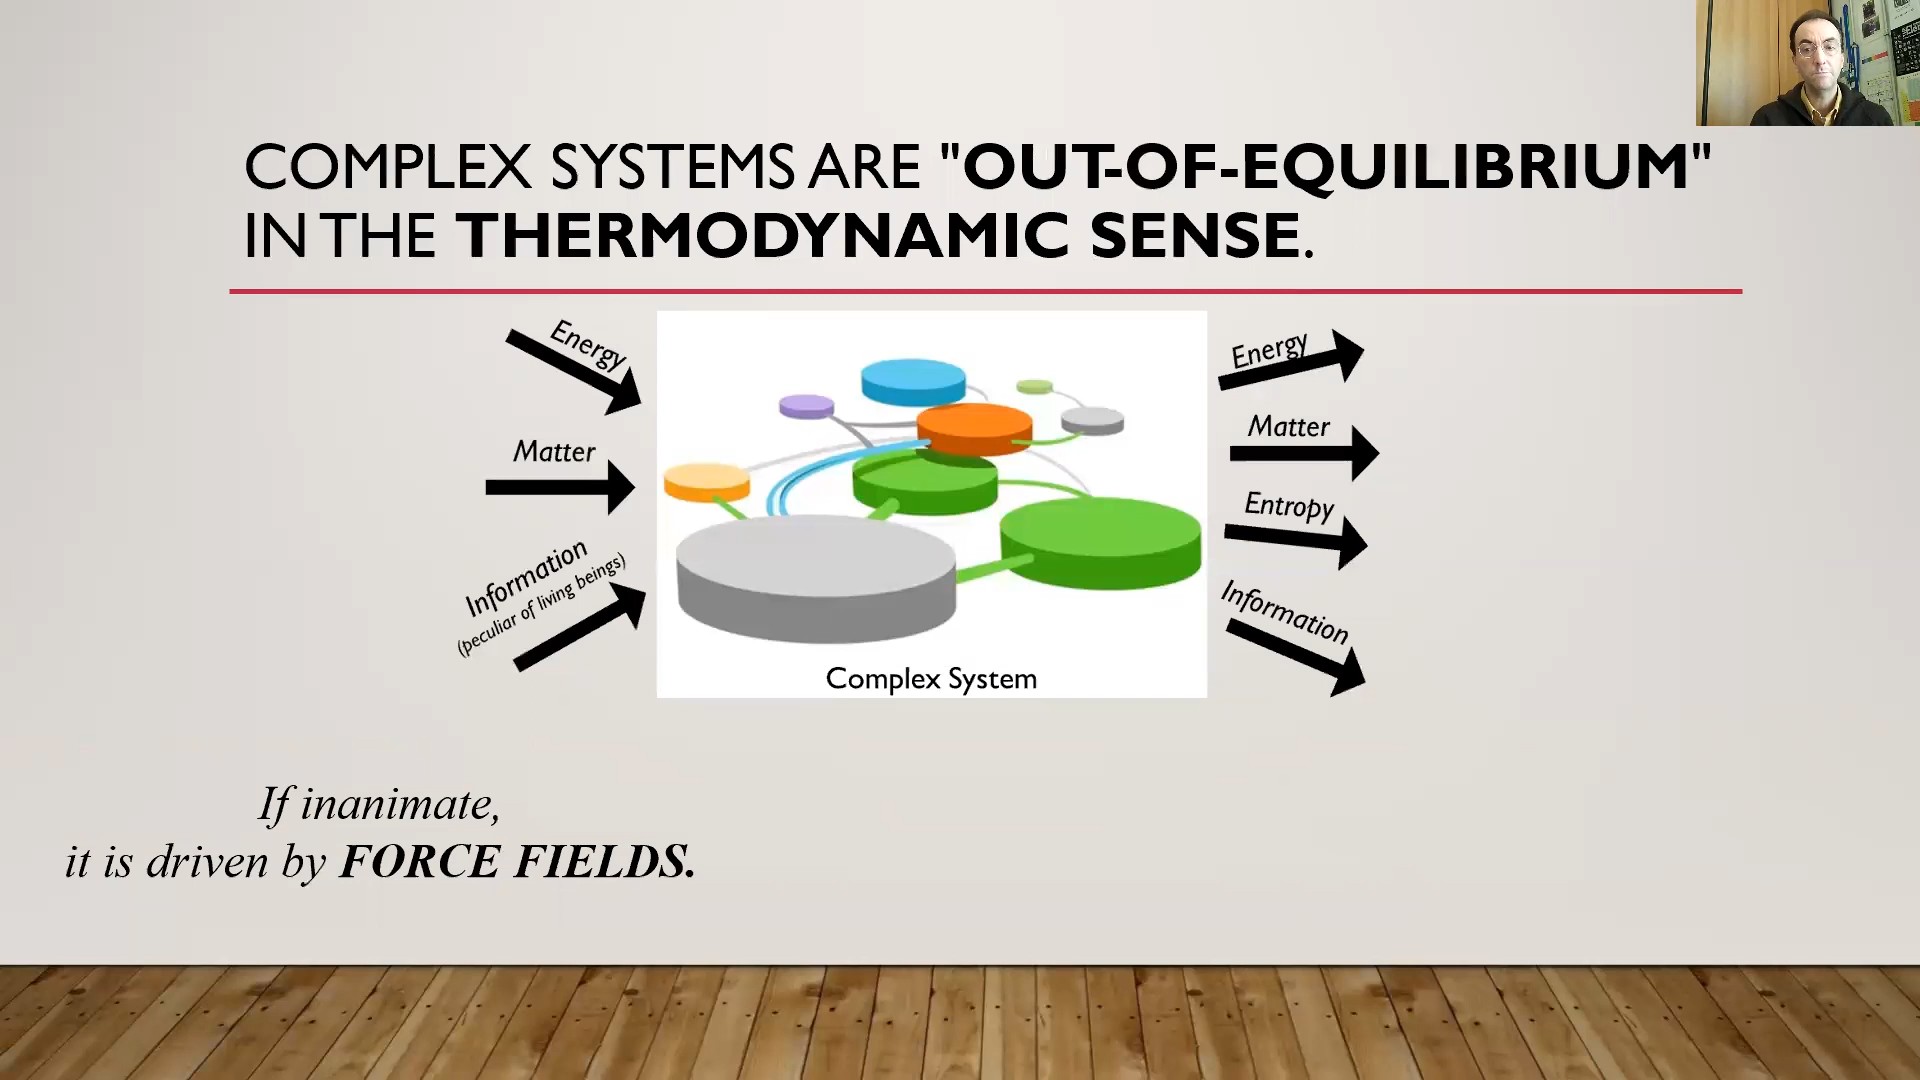 COMPLEX SYSTEMS ARE "OUT-OF-EQUILIBRIUM"
IN THE THERMODYNAMIC SENSE.
Energy
Matter
Information
(peculiar of living beings)
Complex System
Energy
Matter
Entropy
Information
If inanimate,
it is driven by FORCE FIELDS.